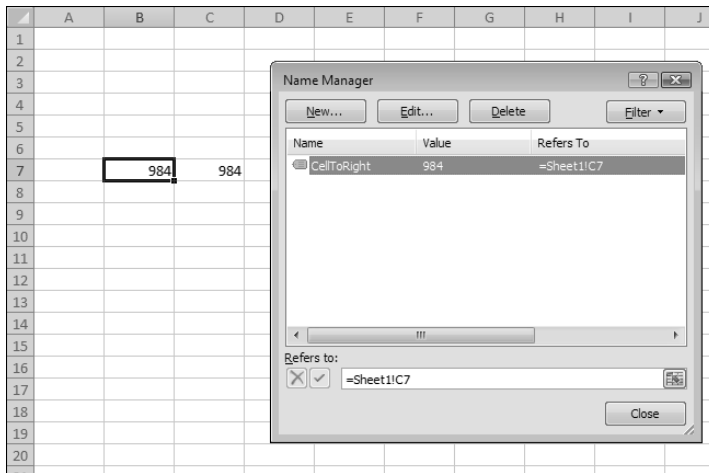 A B C D E F G H I J
1
2
3
4
5
6
7 984 984
8
9
10
11
12
13
14
15
16
17
18
19
20
Name Manager
New... Edit... Delete Filter
Name Value Refers To
CellToRight 984 =Sheet1!C7
Refers to:
=Sheet1!C7
Close